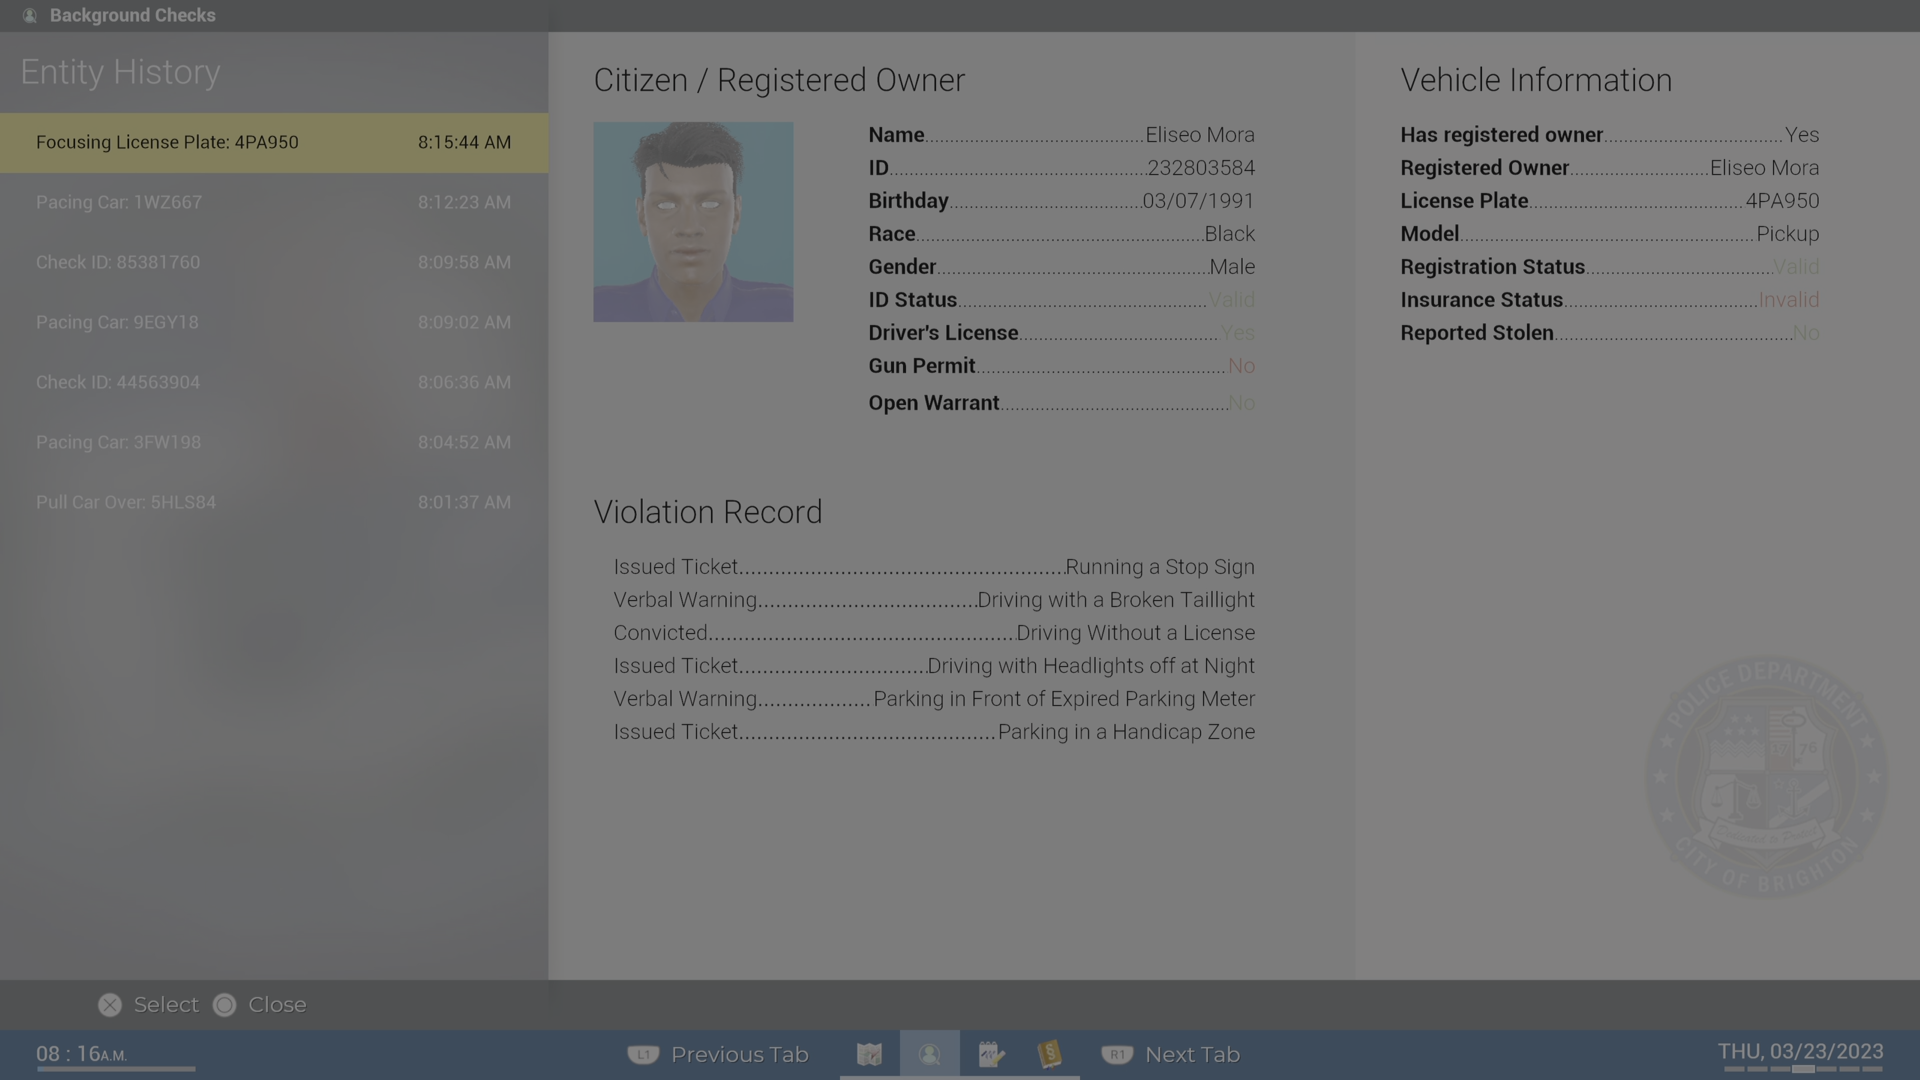 Background Checks
Entity History
Focusing License Plate: 4PA950 8:15:44 AM
Pacing Car: 1WZ667 8:12:23 AM
Check ID: 85381760 8:09:58 AM
Pacing Car: 9EGY18 8:09:02 AM
Check ID: 44563904 8:06:36 AM
Pacing Car: 3FW198 8:04:52 AM
Pull Car Over: 5HLS84 8:01:37 AM
Citizen / Registered Owner
Name Eliseo Mora
ID 232803584
Birthday 03/07/1991
Race Black
Gender Male
ID Status Valid
Driver's License Yes
Gun Permit No
Open Warrant No
Violation Record
Issued Ticket Running a Stop Sign
Verbal Warning Driving with a Broken Taillight
Convicted Driving Without a License
Issued Ticket Driving with Headlights off at Night
Verbal Warning Parking in Front of Expired Parking Meter
Issued Ticket Parking in a Handicap Zone
Vehicle Information
Has registered owner Yes
Registered Owner Eliseo Mora
License Plate 4PA950
Model Pickup
Registration Status Valid
Insurance Status Invalid
Reported Stolen No
POLICE DEPARTMENT
17 76
CITY OF BRIGHTON
Select Close
08 : 16 A.M.
L1 Previous Tab
R1 Next Tab
THU, 03/23/2023